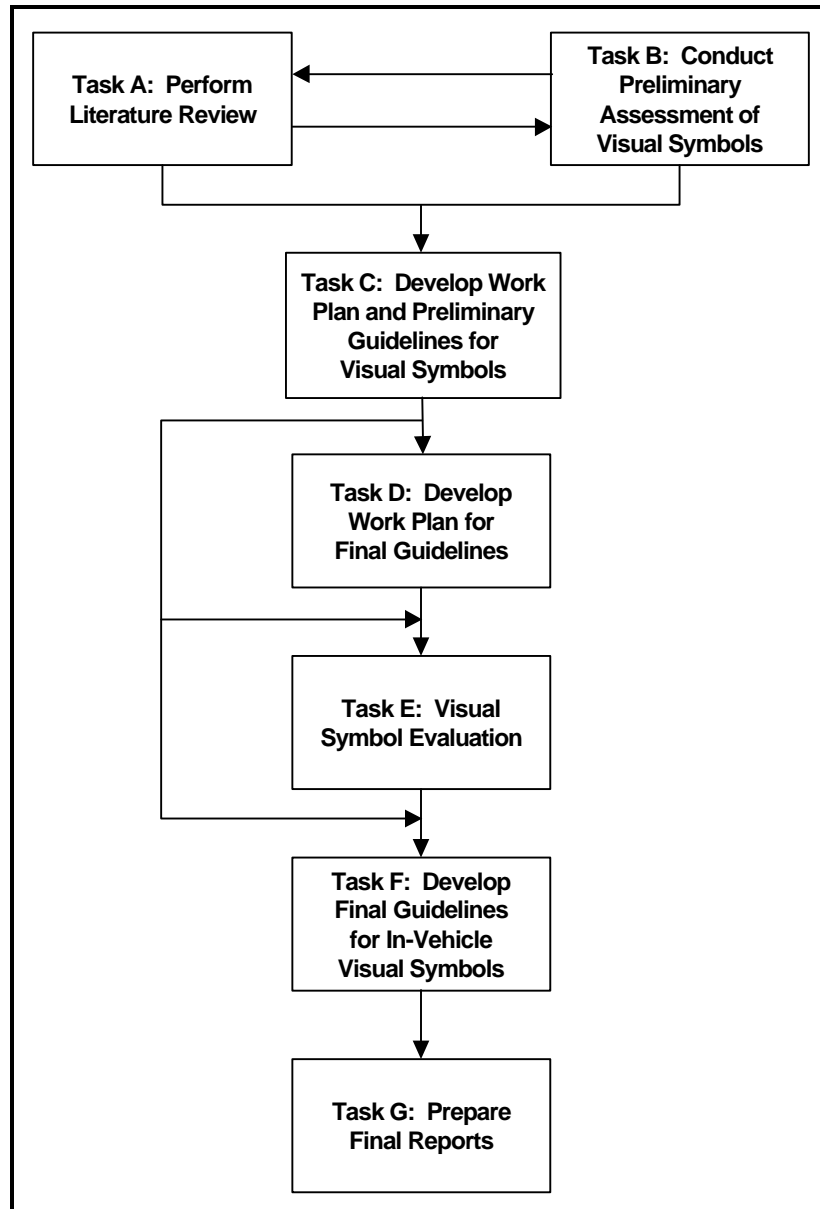 Task A:  Perform
Literature Review
Task B:  Conduct
Preliminary
Assessment of
Visual Symbols
Task C:  Develop Work
Plan and Preliminary
Guidelines for
Visual Symbols
Task D:  Develop
Work Plan for
Final Guidelines
Task E:  Visual
Symbol Evaluation
Task F:  Develop
Final Guidelines
for In-Vehicle
Visual Symbols
Task G:  Prepare
Final Reports